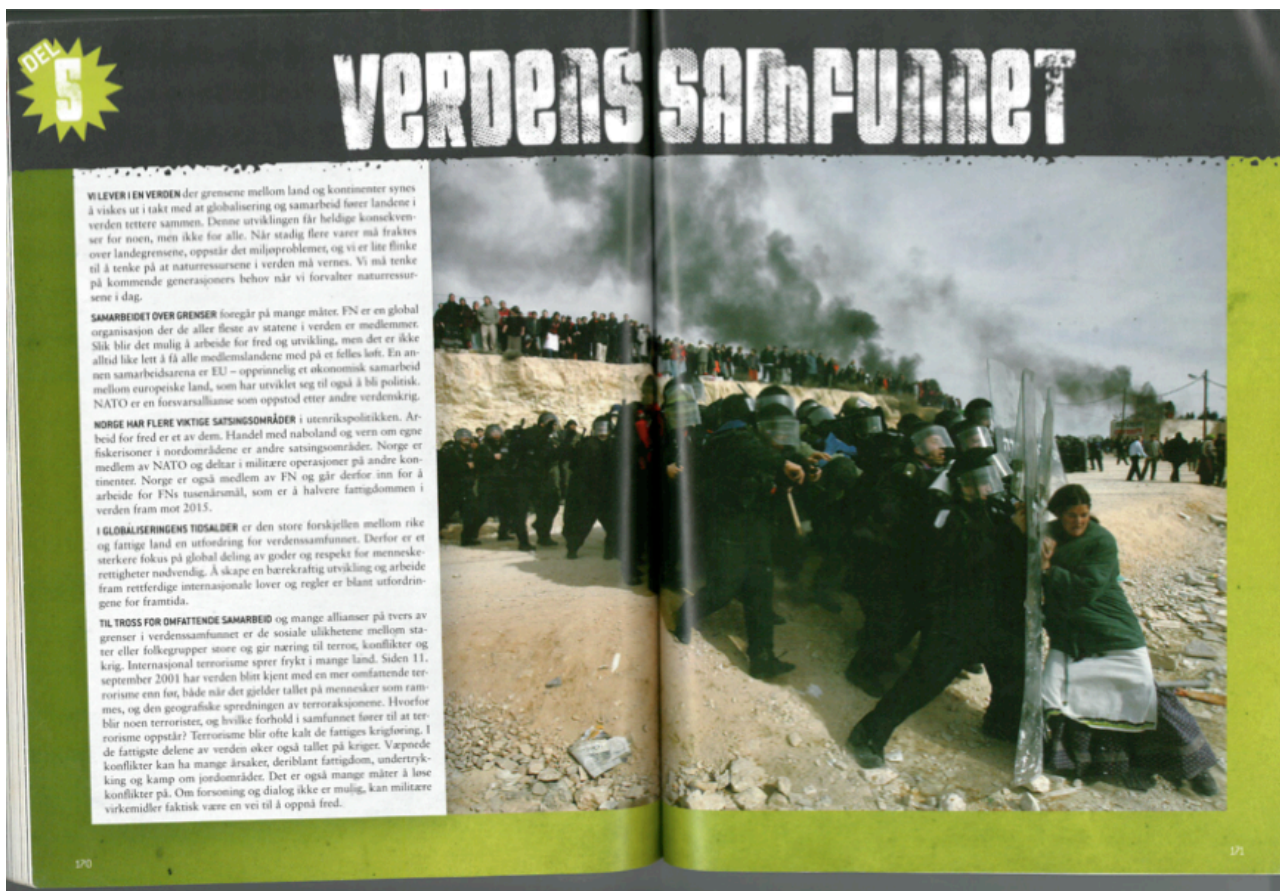 DEL
5
VERDENSSAMFUNNET
VI LEVER I EN VERDEN der grensene mellom land og kontinenter synes
å viskes ut i takt med at globalisering og samarbeid fører landene i
verden tettere sammen. Denne utviklingen får heldige konsekven-
ser for noen, men ikke for alle. Når stadig flere varer må fraktes
over landegrensene, oppstår det miljøproblemer, og vi er lite flinke
til å tenke på at naturressursene i verden må vernes. Vi må tenke
på kommende generasjoners behov når vi forvalter naturressur-
sene i dag.
SAMARBEIDET OVER GRENSER foregår på mange måter. FN er en global
organisasjon der de aller fleste av statene i verden er medlemmer.
Slik blir det mulig å arbeide for fred og utvikling, men det er ikke
alltid like lett å få alle medlemslandene med på et felles løft. En an-
nen samarbeidsarena er EU – opprinnelig et økonomisk samarbeid
mellom europeiske land, som har utviklet seg til også å bli politisk.
NATO er en forsvarsallianse som oppstod etter andre verdenskrig.
NORGE HAR FLERE VIKTIGE SATSINGSOMRÅDER i utenrikspolitikken. Ar-
beid for fred er et av dem. Handel med naboland og vern om egne
fiskerisoner i nordområdene er andre satsingsområder. Norge er
medlem av NATO og deltar i militære operasjoner på andre kon-
tinenter. Norge er også medlem av FN og går derfor inn for å
arbeide for FNs tusenårsmål, som er å halvere fattigdommen i
verden fram mot 2015.
I GLOBALISERINGENS TIDSALDER er den store forskjellen mellom rike
og fattige land en utfordring for verdenssamfunnet. Derfor er et
sterkere fokus på global deling av goder og respekt for menneske-
rettigheter nødvendig. Å skape en bærekraftig utvikling og arbeide
fram rettferdige internasjonale lover og regler er blant utfordrin-
gene for framtida.
TIL TROSS FOR OMFATTENDE SAMARBEID og mange allianser på tvers av
grenser i verdenssamfunnet er de sosiale ulikhetene mellom sta-
ter eller folkegrupper store og gir næring til terror, konflikter og
krig. Internasjonal terrorisme sprer frykt i mange land. Siden 11.
september 2001 har verden blitt kjent med en mer omfattende ter-
rorisme enn før, både når det gjelder tallet på mennesker som ram-
mes, og den geografiske spredningen av terroraksjonene. Hvorfor
blir noen terrorister, og hvilke forhold i samfunnet fører til at ter-
rorisme oppstår? Terrorisme blir ofte kalt de fattiges krigføring. I
de fattigste delene av verden øker også tallet på kriger. Væpnede
konflikter kan ha mange årsaker, deriblant fattigdom, undertryk-
king og kamp om jordområder. Det er også mange måter å løse
konflikter på. Om forsoning og dialog ikke er mulig, kan militære
virkemidler faktisk være en vei til å oppnå fred.
170
171